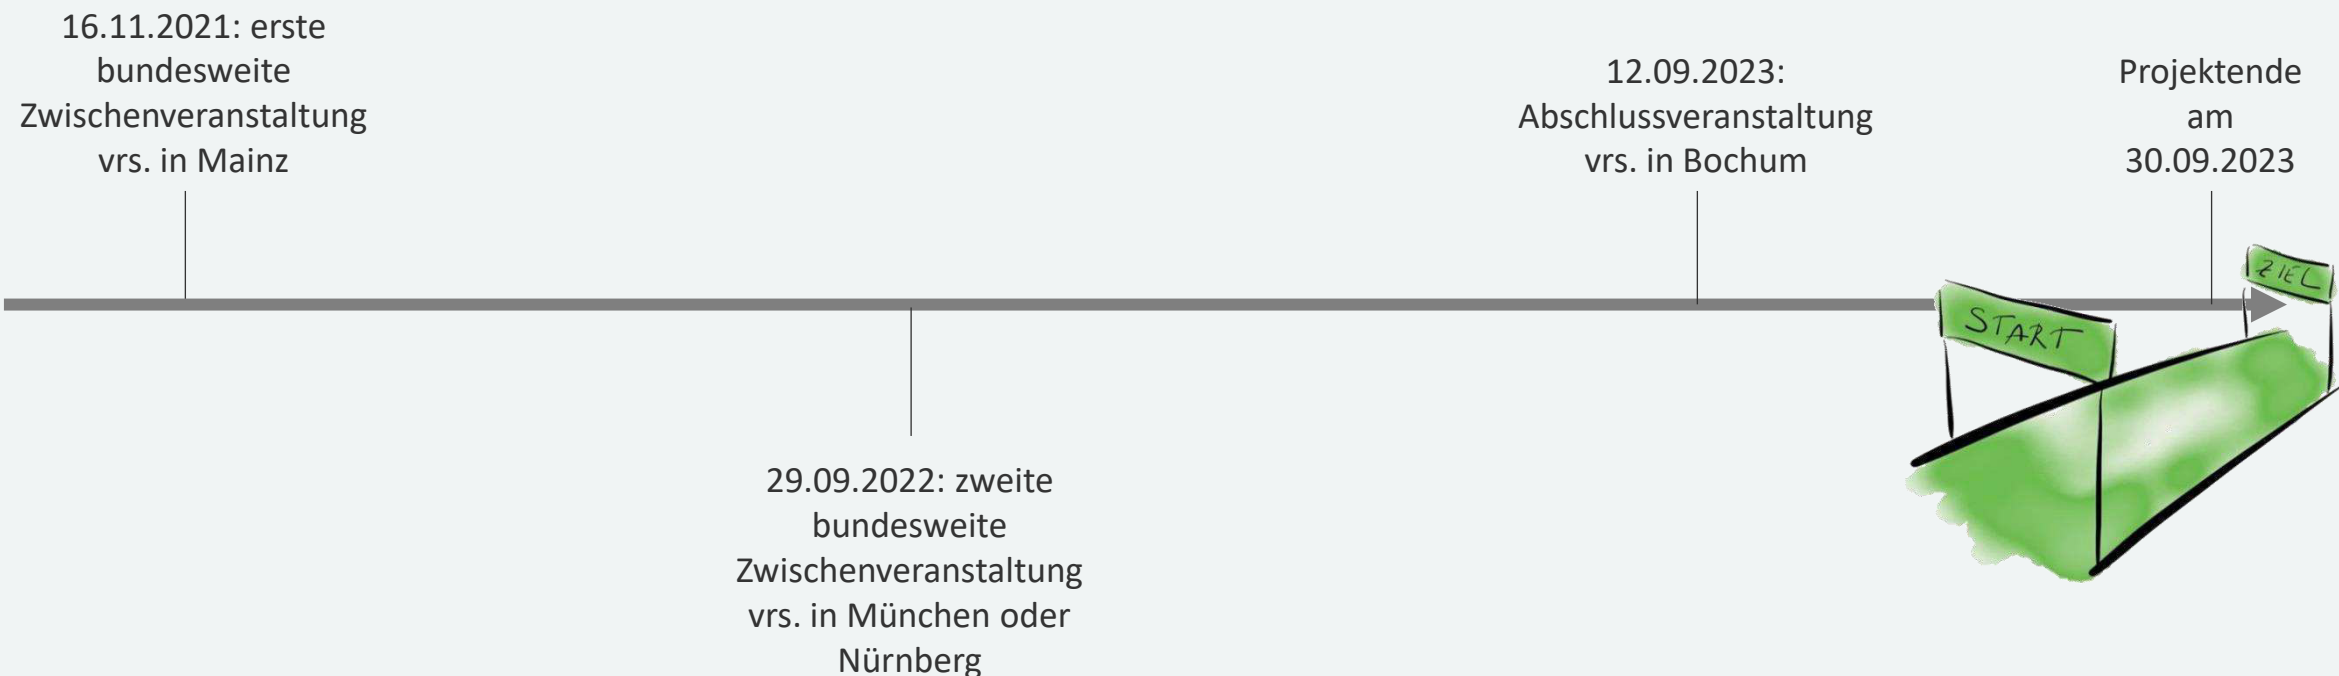 16.11.2021: erste
bundesweite
Zwischenveranstaltung
vrs. in Mainz
12.09.2023:
Abschlussveranstaltung
vrs. in Bochum
Projektende
am
30.09.2023
ZIEL
START
29.09.2022: zweite
bundesweite
Zwischenveranstaltung
vrs. in München oder
Nürnberg